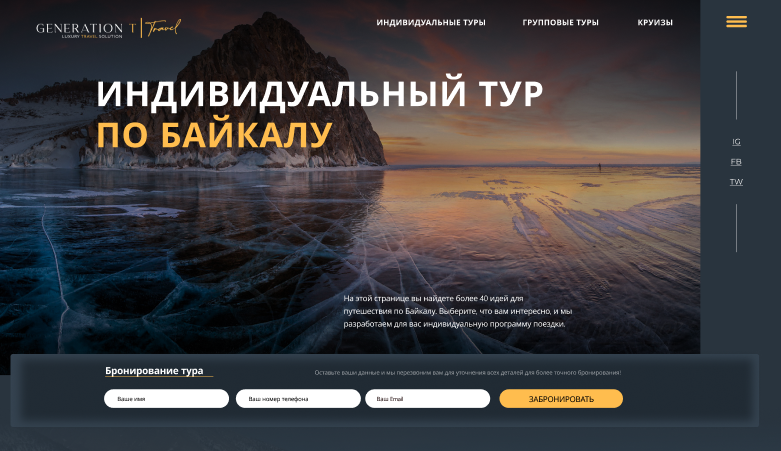 GENERATION T Travel
LUXURY TRAVEL SOLUTION
ИНДИВИДУАЛЬНЫЕ ТУРЫ
ГРУППОВЫЕ ТУРЫ
КРУИЗЫ
ИНДИВИДУАЛЬНЫЙ ТУР
ПО БАЙКАЛУ
IG
FB
TW
На этой странице вы найдете более 40 идей для
путешествия по Байкалу. Выберите, что вам интересно, и мы
разработаем для вас индивидуальную программу поездки.
Бронирование тура
Оставьте ваши данные и мы перезвоним вам для уточнения всех деталей для более точного бронирования!
Ваше имя
Ваш номер телефона
Ваш Email
ЗАБРОНИРОВАТЬ